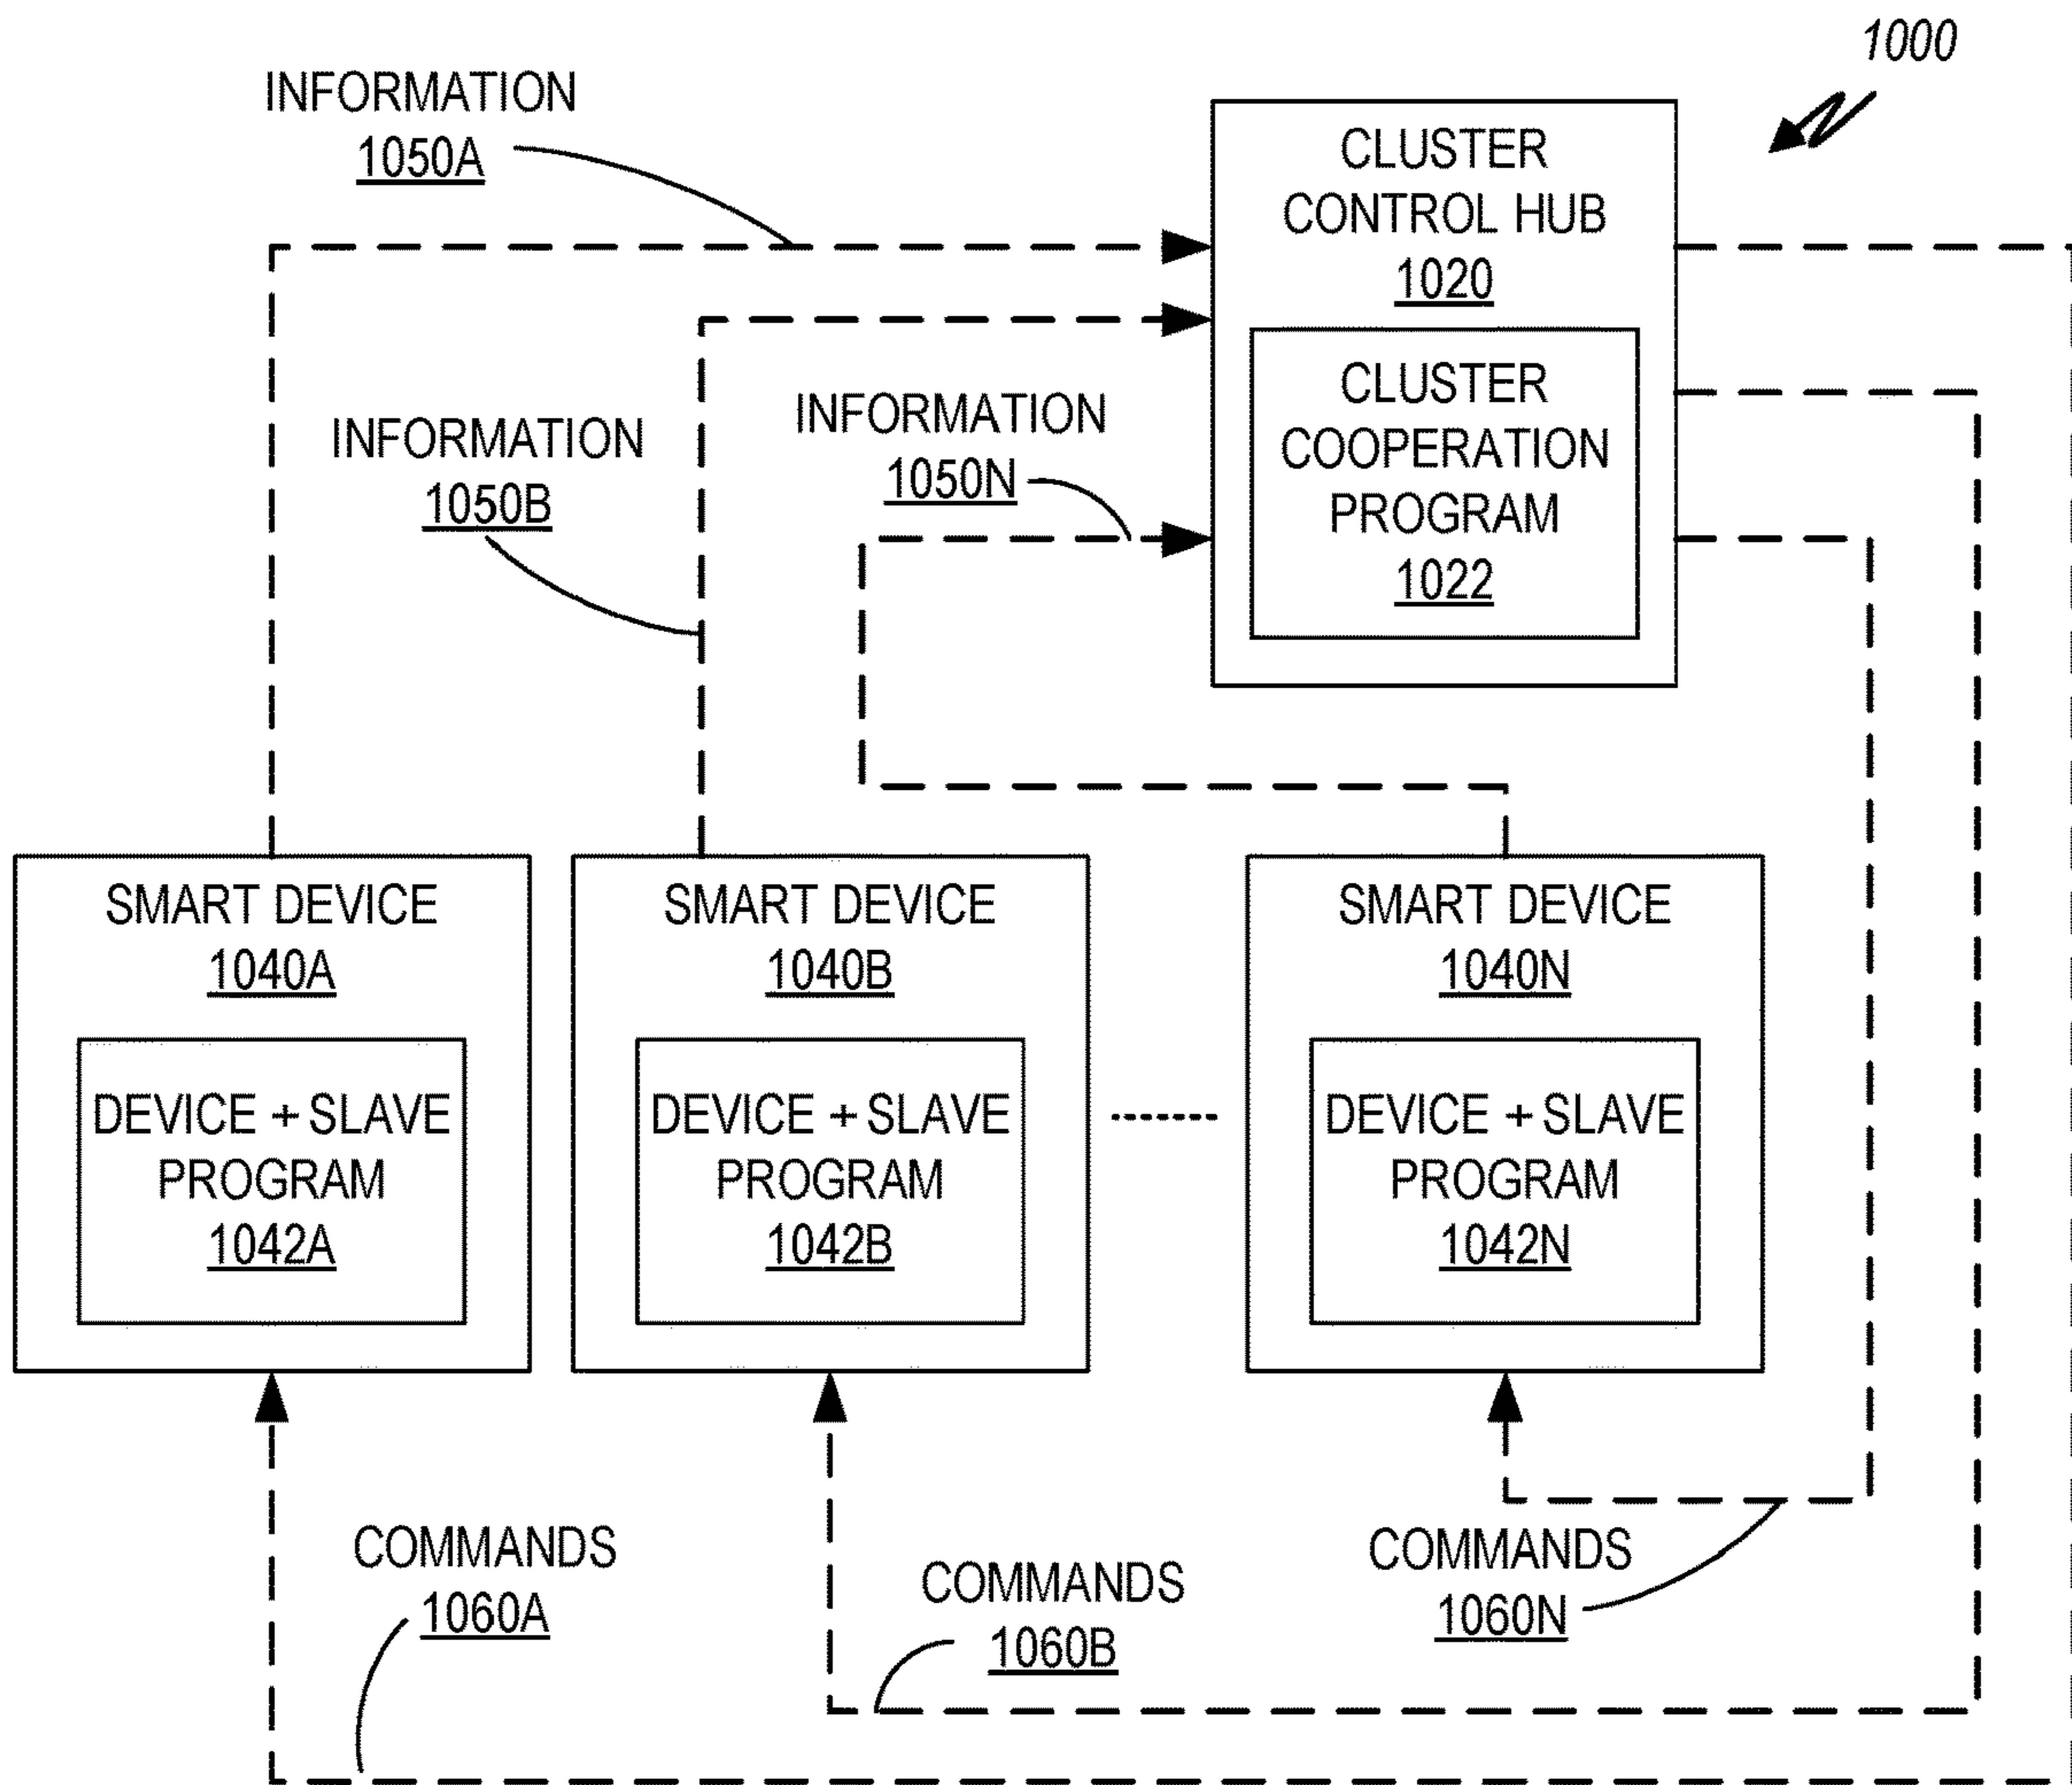 1000
INFORMATION
1050A
CLUSTER
CONTROL HUB
1020
CLUSTER
COOPERATION
PROGRAM
1022
INFORMATION
1050B
INFORMATION
1050N
SMART DEVICE
1040A
DEVICE + SLAVE
PROGRAM
1042A
SMART DEVICE
1040B
DEVICE + SLAVE
PROGRAM
1042B
SMART DEVICE
1040N
DEVICE + SLAVE
PROGRAM
1042N
COMMANDS
1060A
COMMANDS
1060B
COMMANDS
1060N